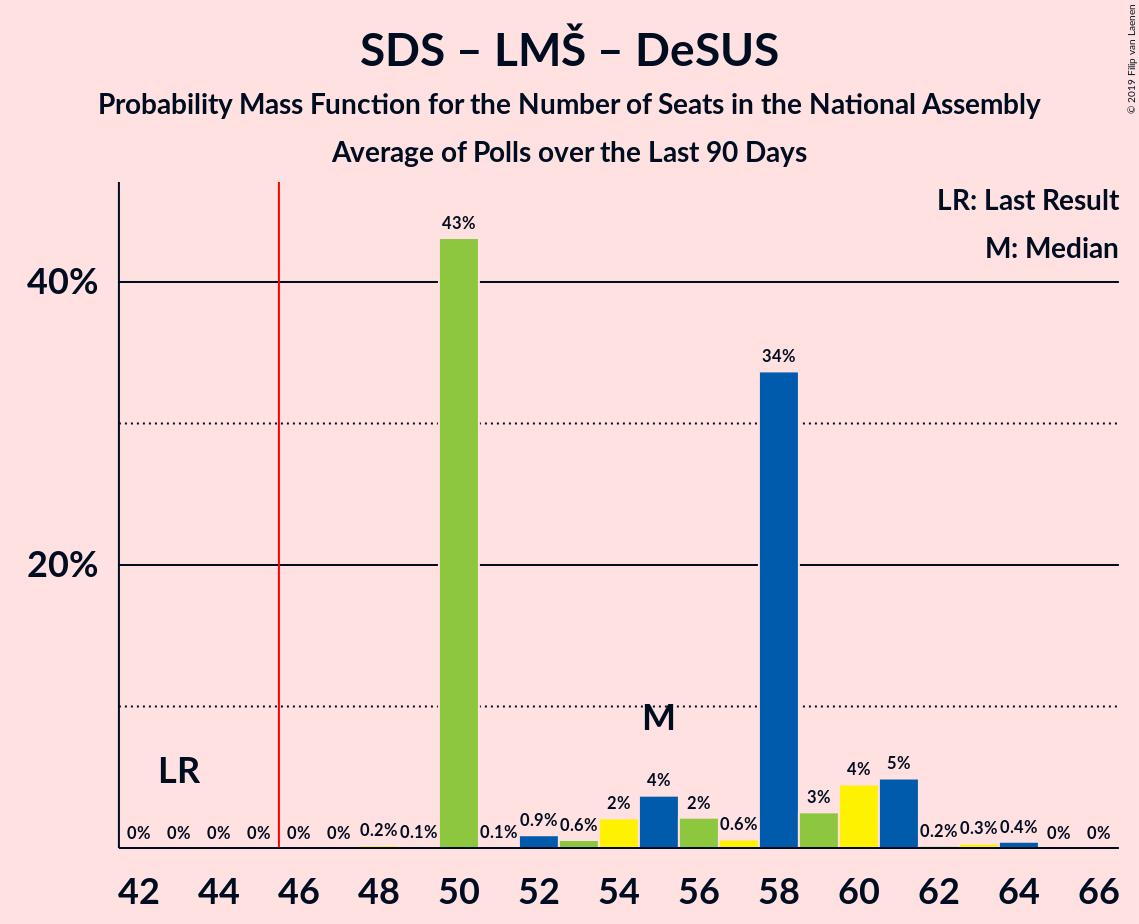 SDS – LMŠ – DeSUS
Probability Mass Function for the Number of Seats in the National Assembly
Average of Polls over the Last 90 Days
© 2019 Filip van Laenen
LR: Last Result
M: Median
43%
40%
34%
20%
M
LR
0% 0% 0% 0% 0% 0% 0.2% 0.1% 0.1% 0.9% 0.6% 2% 4% 2% 0.6% 3% 4% 5% 0.2% 0.3% 0.4% 0% 0%
42 44 46 48 50 52 54 56 58 60 62 64 66